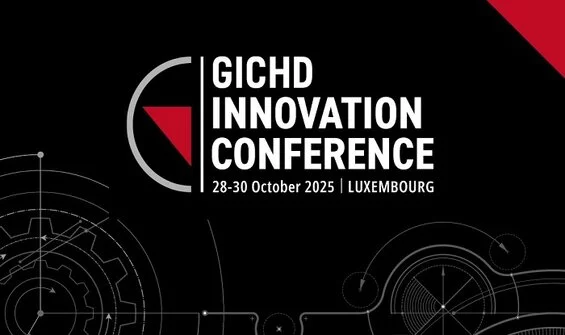 GICHD
INNOVATION
CONFERENCE
28-30 October 2025 | LUXEMBOURG